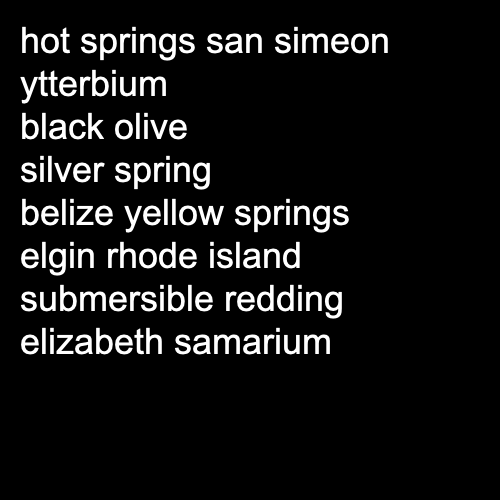 hot springs san simeon
ytterbium
black olive
silver spring
belize yellow springs
elgin rhode island
submersible redding
elizabeth samarium